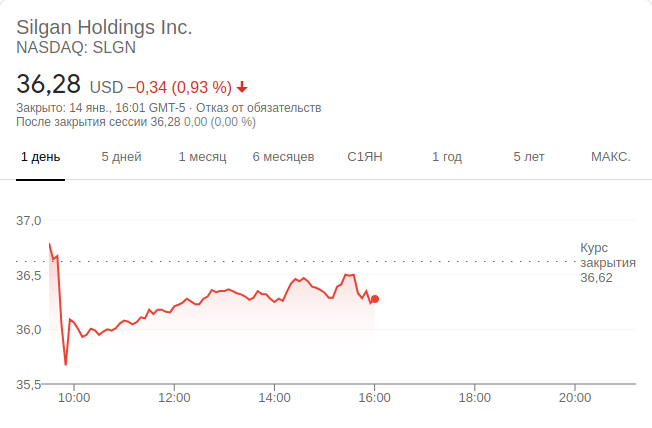 Silgan Holdings Inc.
NASDAQ: SLGN
36,28 USD −0,34 (0,93 %)
Закрыто: 14 янв., 16:01 GMT-5 · Отказ от обязательств
После закрытия сессии 36,28 0,00 (0,00 %)
1 день 5 дней 1 месяц 6 месяцев С1ЯН 1 год 5 лет МАКС.
37,0
Курс
закрытия
36,62
36,5
36,0
35,5
10:00 12:00 14:00 16:00 18:00 20:00